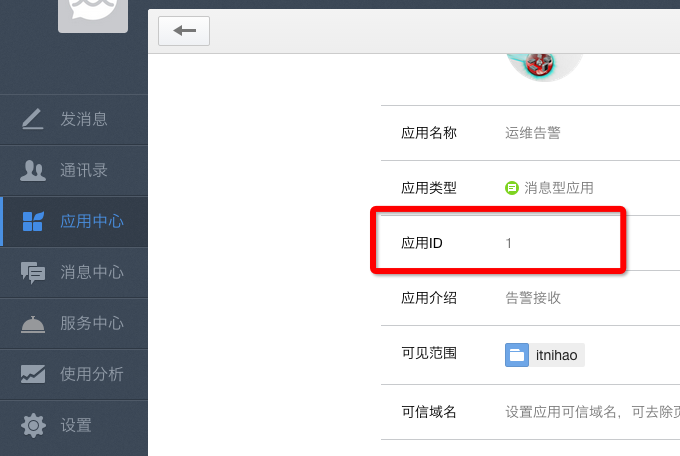 发消息
通讯录
应用中心
消息中心
服务中心
使用分析
设置
应用名称 运维告警
应用类型 消息型应用
应用ID 1
应用介绍 告警接收
可见范围 itnihao
可信域名 设置应用可信域名，可去除